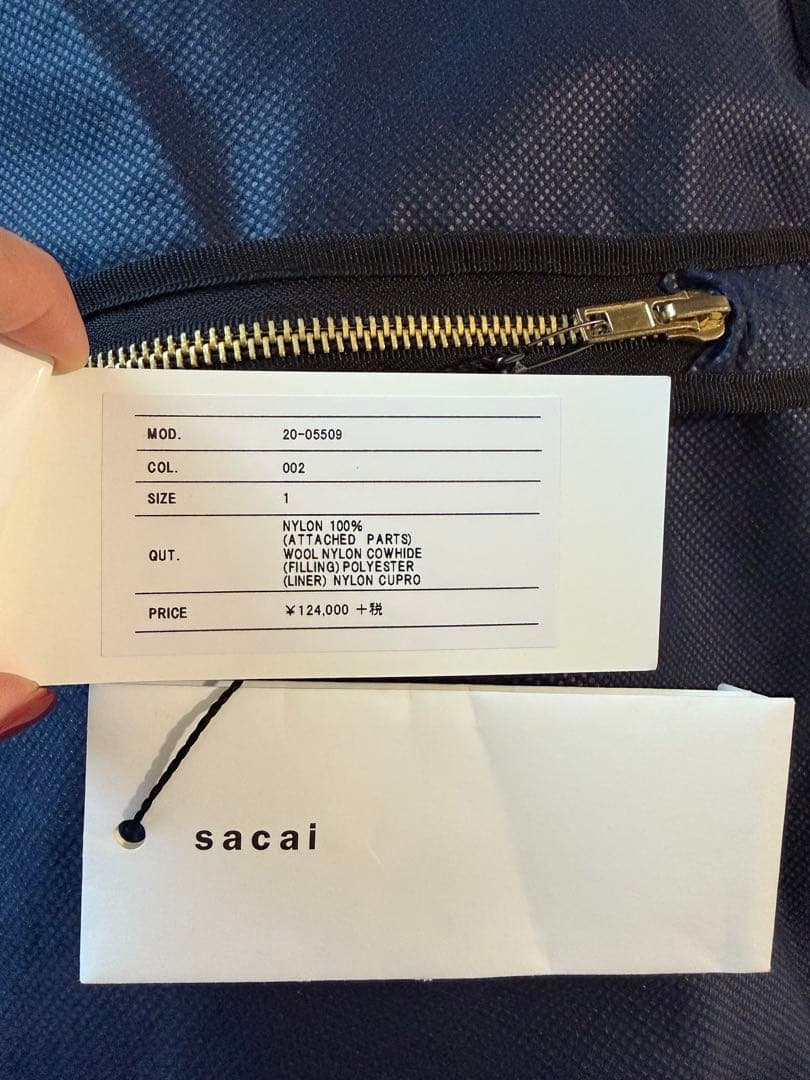 MOD. 20-05509
COL. 002
SIZE 1
QUT. NYLON 100%
(ATTACHED PARTS)
WOOL NYLON COWHIDE
(FILLING) POLYESTER
(LINER) NYLON CUPRO
PRICE ¥124,000 +税
sacai